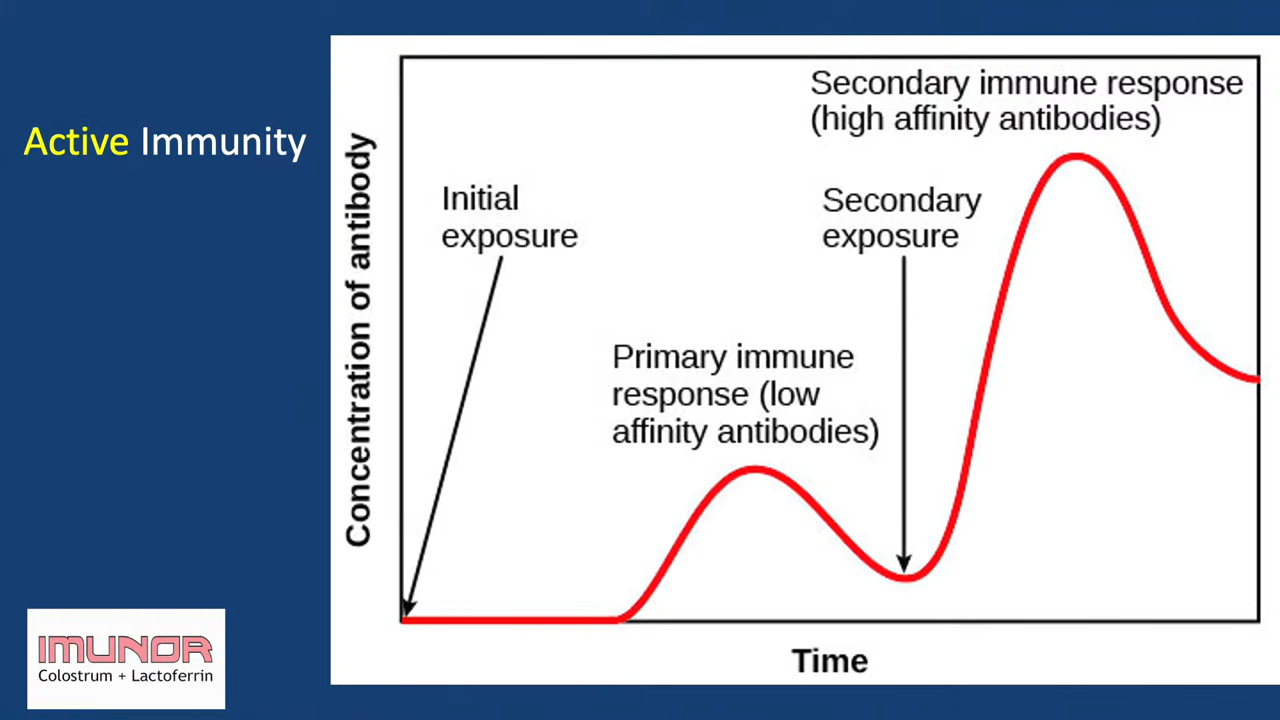 Active Immunity
Concentration of antibody
Initial
exposure
Primary immune
response (low
affinity antibodies)
Secondary
exposure
Secondary immune response
(high affinity antibodies)
Time
IMUNOR
Colostrum + Lactoferrin